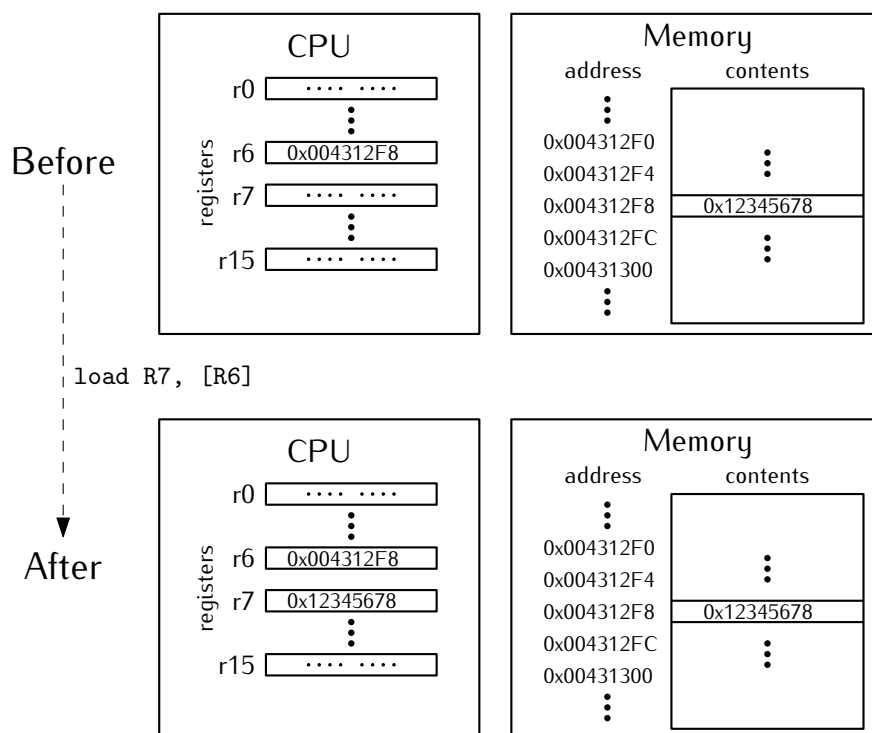 CPU
r0 ···· ····
r6 0x004312F8
r7 ···· ····
r15 ···· ····
registers
Memory
address contents
0x004312F0
0x004312F4
0x004312F8 0x12345678
0x004312FC
0x00431300
Before
load R7, [R6]
After
CPU
r0 ···· ····
r6 0x004312F8
r7 0x12345678
r15 ···· ····
registers
Memory
address contents
0x004312F0
0x004312F4
0x004312F8 0x12345678
0x004312FC
0x00431300